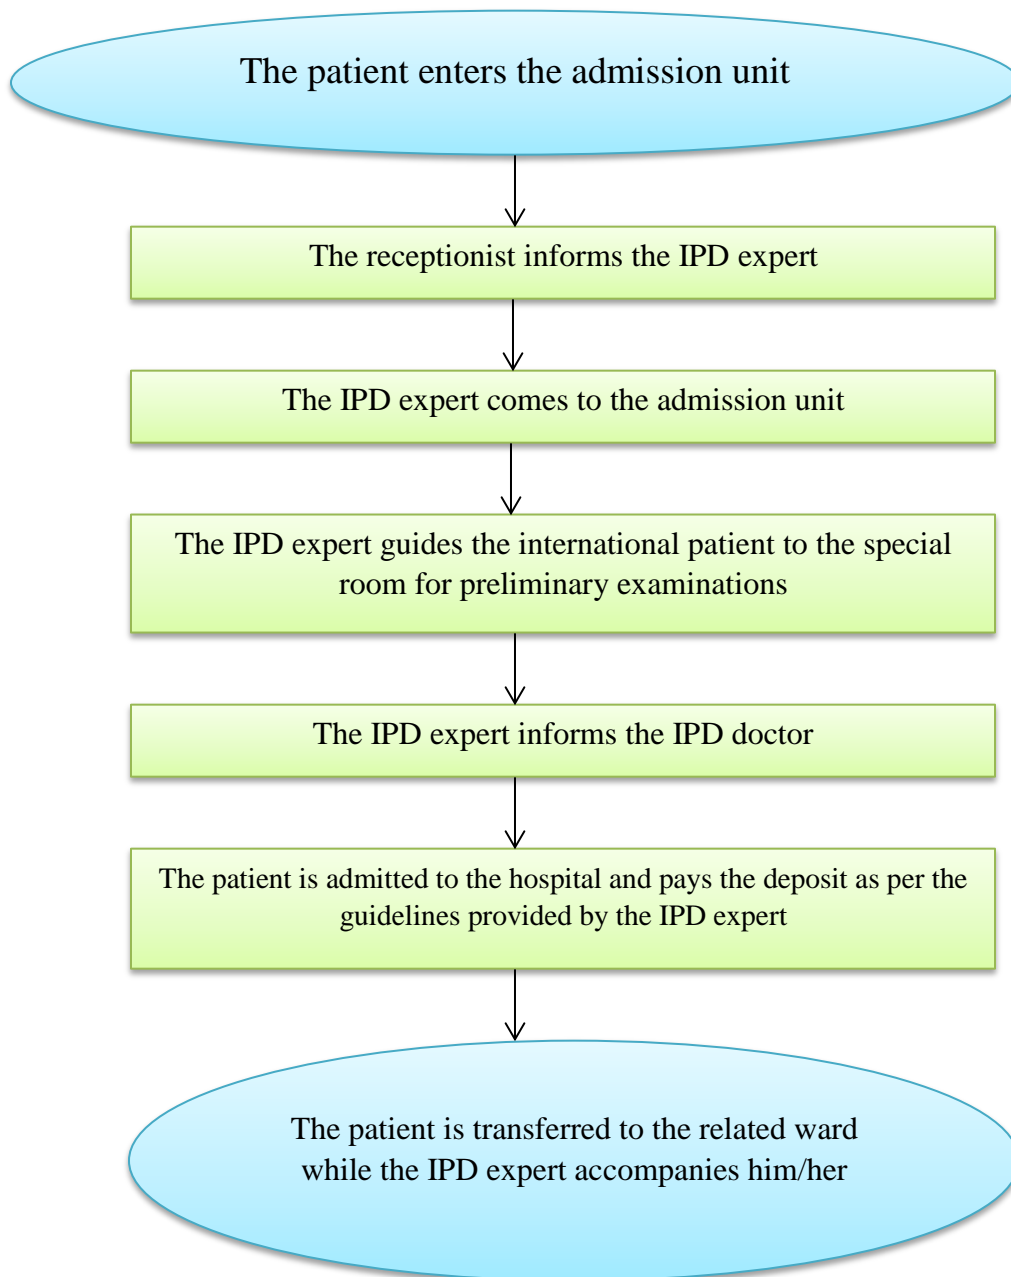 The patient enters the admission unit
The receptionist informs the IPD expert
The IPD expert comes to the admission unit
The IPD expert guides the international patient to the special
room for preliminary examinations
The IPD expert informs the IPD doctor
The patient is admitted to the hospital and pays the deposit as per the
guidelines provided by the IPD expert
The patient is transferred to the related ward
while the IPD expert accompanies him/her